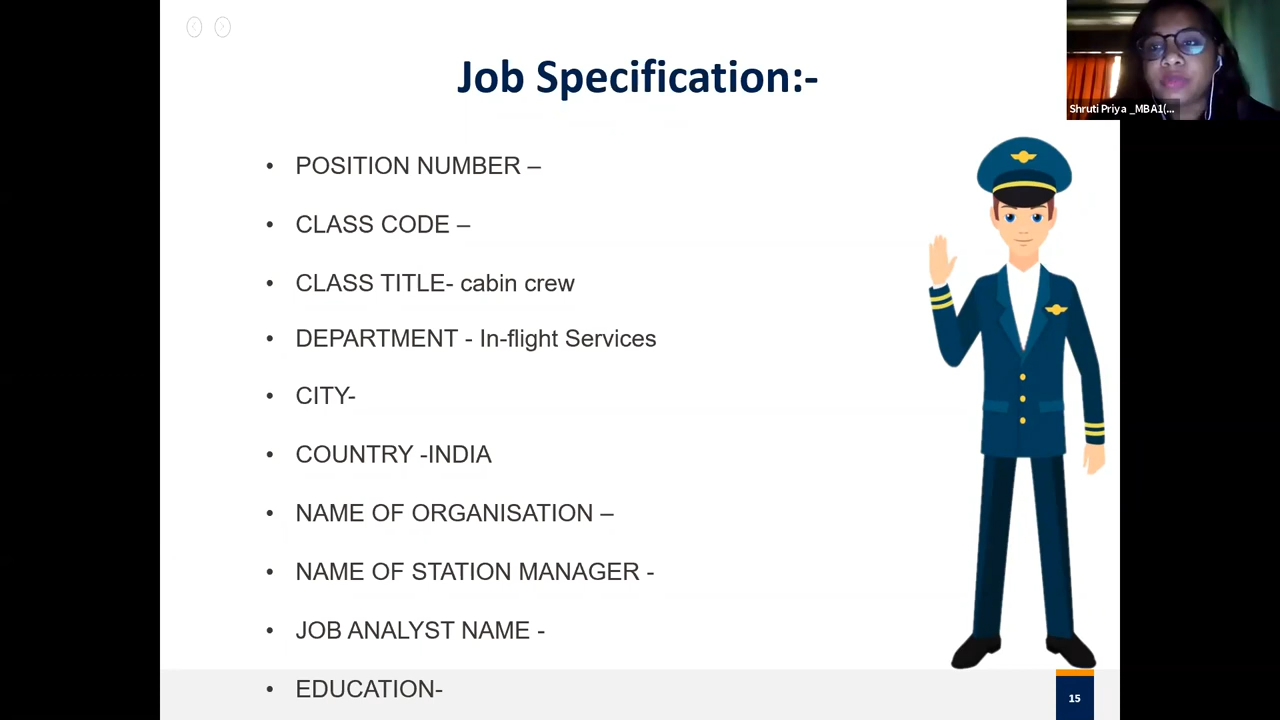 Job Specification:-
Shruti Priya _MBA1(...
• POSITION NUMBER –
• CLASS CODE –
• CLASS TITLE- cabin crew
• DEPARTMENT - In-flight Services
• CITY-
• COUNTRY -INDIA
• NAME OF ORGANISATION –
• NAME OF STATION MANAGER -
• JOB ANALYST NAME -
• EDUCATION-
15